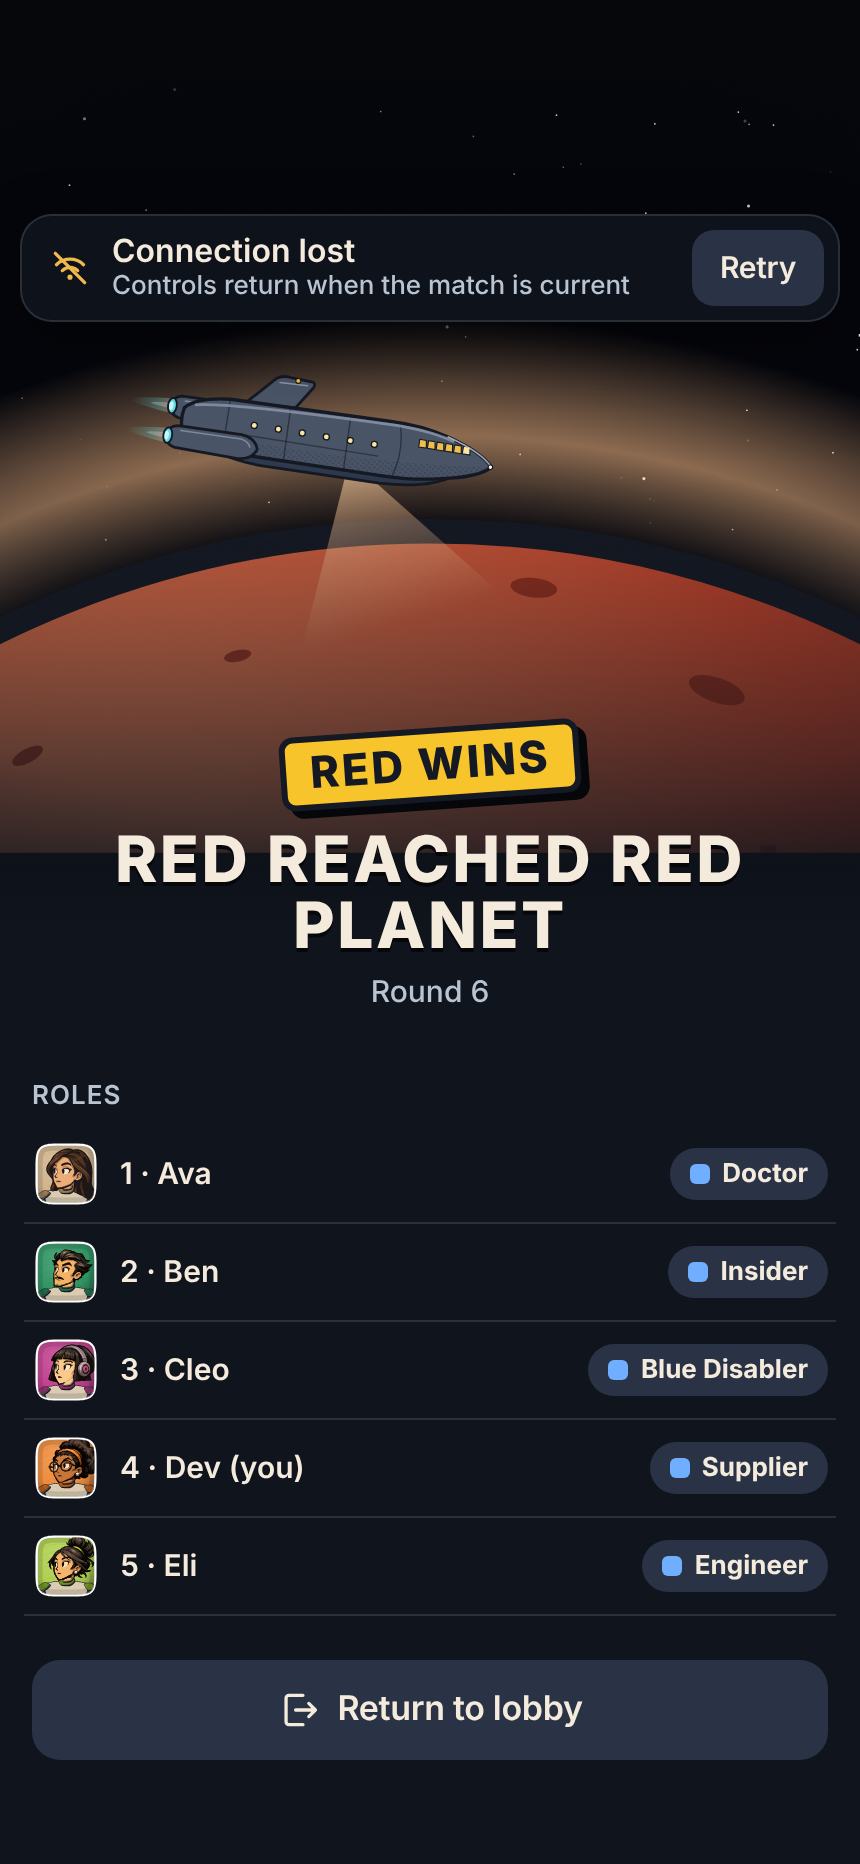 Connection lost
Controls return when the match is current
Retry
RED WINS
RED REACHED RED
PLANET
Round 6
ROLES
1 · Ava
Doctor
2 · Ben
Insider
3 · Cleo
Blue Disabler
4 · Dev (you)
Supplier
5 · Eli
Engineer
Return to lobby